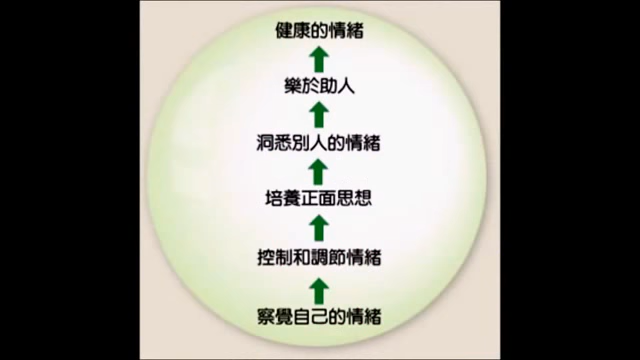 健康的情緒
樂於助人
洞悉別人的情緒
培養正面思想
控制和調節情緒
察覺自己的情緒